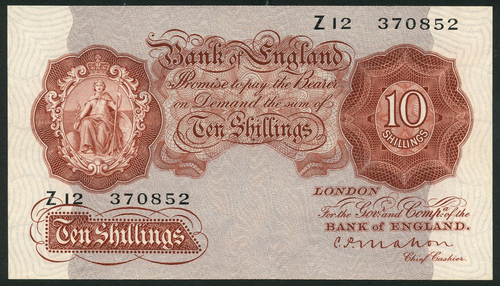 Z12 370852
Bank of England
Promise to pay the Bearer
on Demand the sum of
Ten Shillings
10
SHILLINGS
Z12 370852
Ten Shillings
LONDON
For the Govr. and Compa. of the
BANK OF ENGLAND.
C.P. Mahon
Chief Cashier.